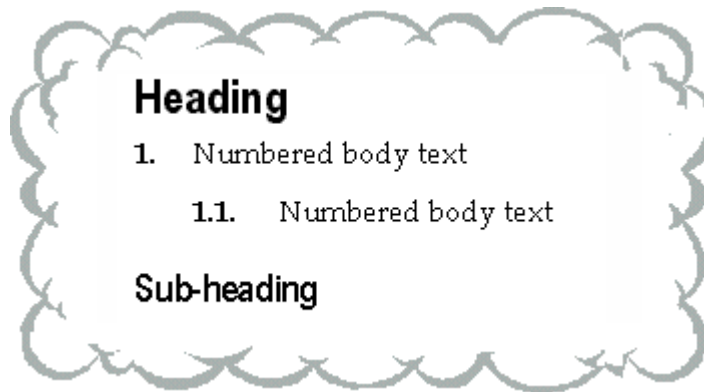 Heading
1. Numbered body text
1.1. Numbered body text
Sub-heading